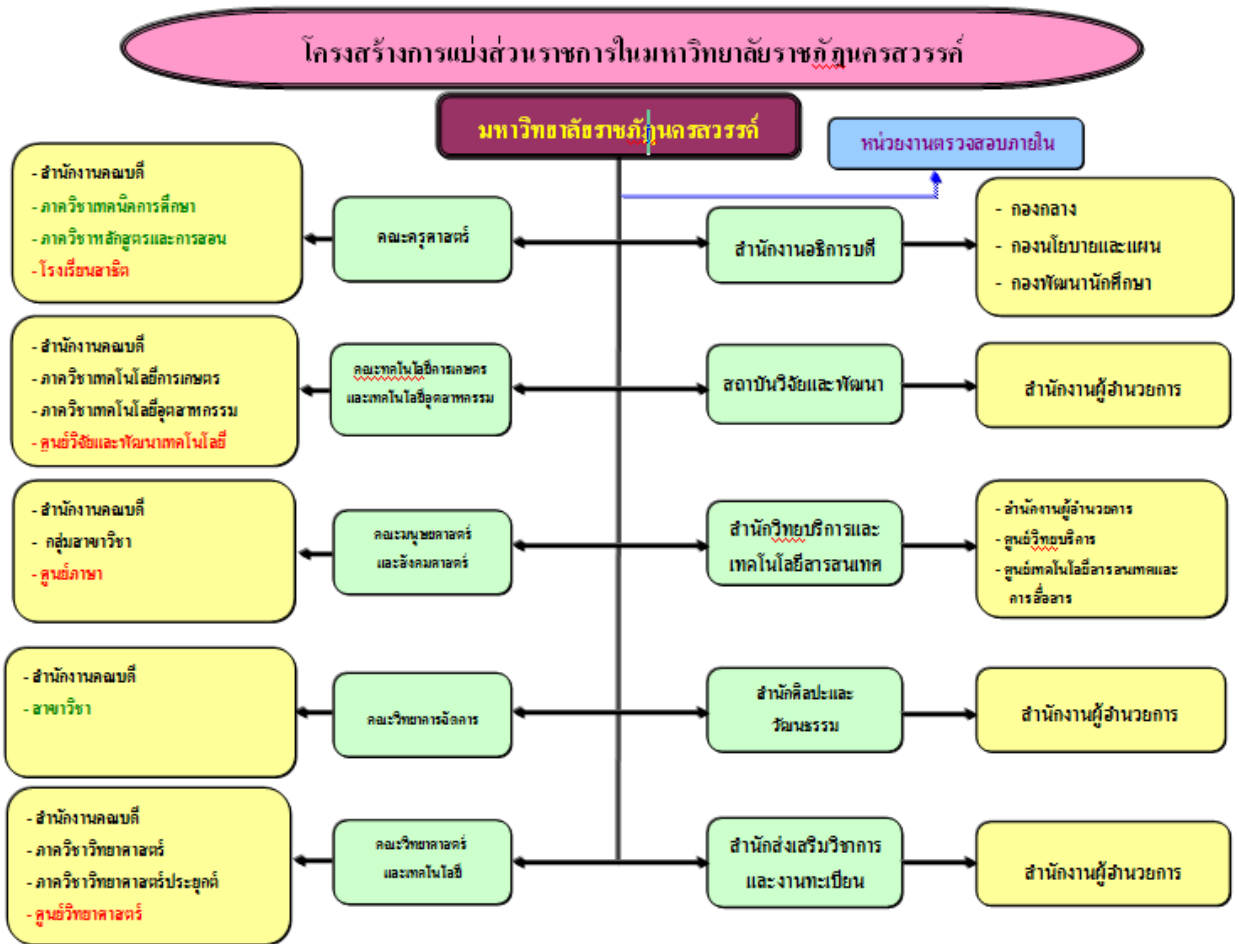 โครงสร้างการแบ่งส่วนราชการในมหาวิทยาลัยราชภัฏนครสวรรค์
มหาวิทยาลัยราชภัฏนครสวรรค์
หน่วยงานตรวจสอบภายใน
- สำนักงานคณบดี
- ภาควิชาเทคนิคการศึกษา
- ภาควิชาหลักสูตรและการสอน
- โรงเรียนสาธิต
คณะครุศาสตร์
สำนักงานอธิการบดี
- กองกลาง
- กองนโยบายและแผน
- กองพัฒนานักศึกษา
- สำนักงานคณบดี
- ภาควิชาเทคโนโลยีการเกษตร
- ภาควิชาเทคโนโลยีอุตสาหกรรม
- ศูนย์วิจัยและพัฒนาเทคโนโลยี
คณะทคโนโลยีการเกษตร
และเทคโนโลยีอุตสาหกรรม
สถาบันวิจัยและพัฒนา
สำนักงานผู้อำนวยการ
- สำนักงานคณบดี
- กลุ่มสาขาวิชา
- ศูนย์ภาษา
คณะมนุษยศาสตร์
และสังคมศาสตร์
สำนักวิทยบริการและ
เทคโนโลยีสารสนเทศ
- สำนักงานผู้อำนวยการ
- ศูนย์วิทยบริการ
- ศูนย์เทคโนโลยีสารสนเทศและ
การสื่อสาร
- สำนักงานคณบดี
- สาขาวิชา
คณะวิทยาการจัดการ
สำนักศิลปะและ
วัฒนธรรม
สำนักงานผู้อำนวยการ
- สำนักงานคณบดี
- ภาควิชาวิทยาศาสตร์
- ภาควิชาวิทยาศาสตร์ประยุกต์
- ศูนย์วิทยาศาสตร์
คณะวิทยาศาสตร์
และเทคโนโลยี
สำนักส่งเสริมวิชาการ
และงานทะเบียน
สำนักงานผู้อำนวยการ